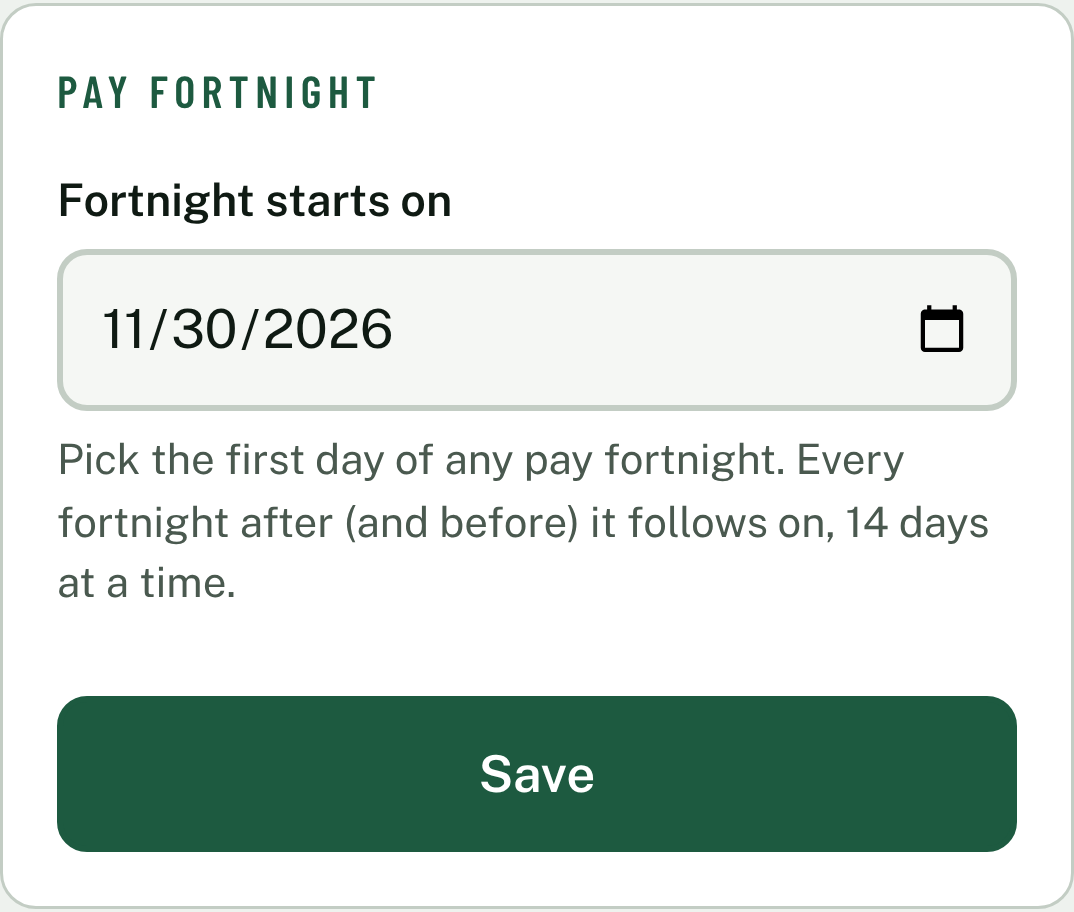 PAY FORTNIGHT
Fortnight starts on
11/30/2026
Pick the first day of any pay fortnight. Every
fortnight after (and before) it follows on, 14 days
at a time.
Save